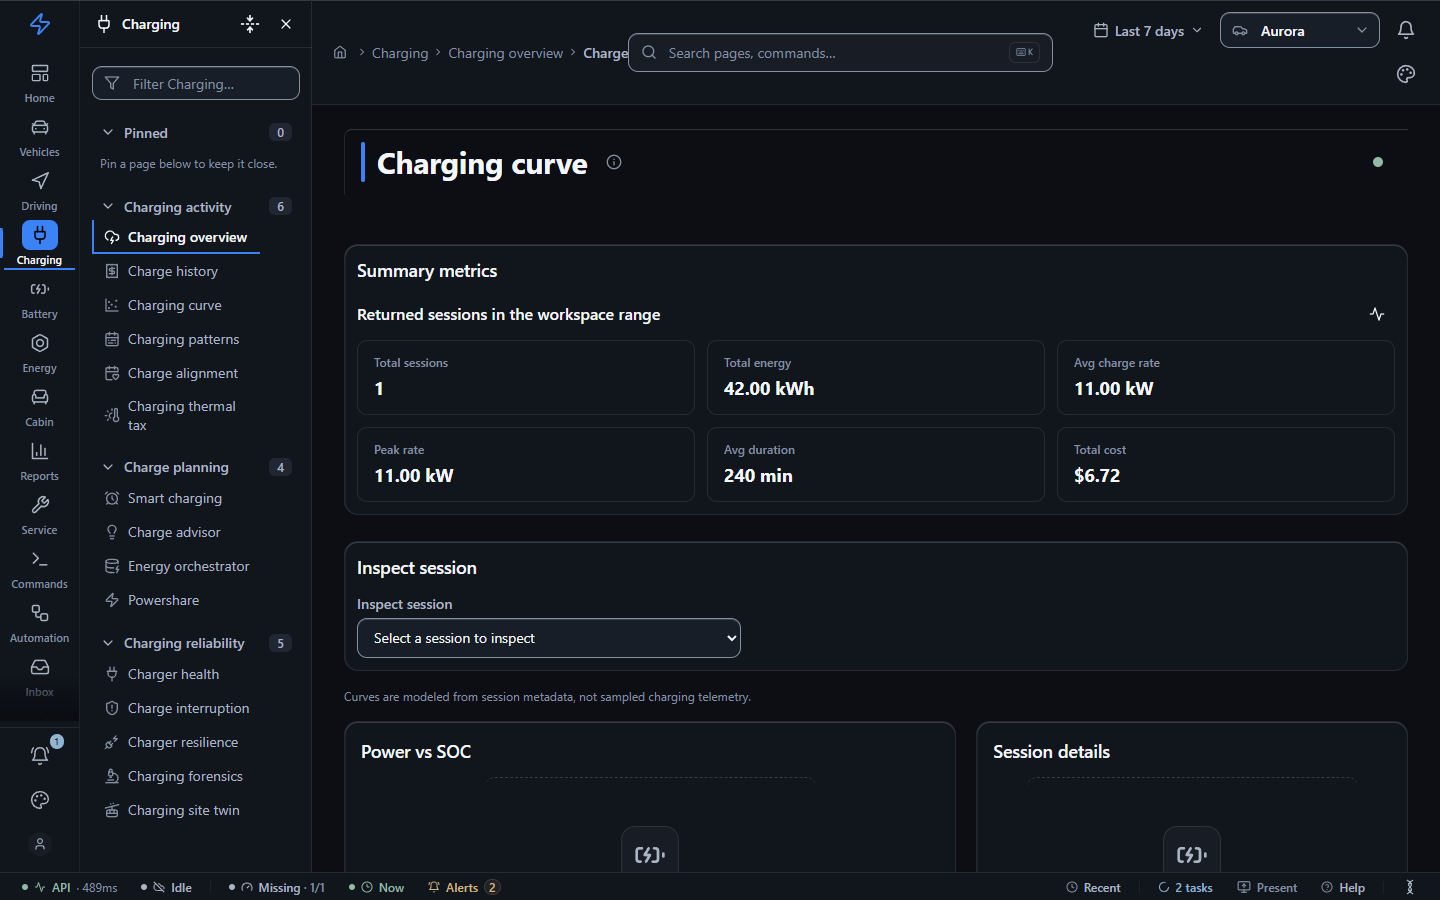 Charging
Filter Charging...
Pinned 0
Pin a page below to keep it close.
Charging activity 6
Charging overview
Charge history
Charging curve
Charging patterns
Charge alignment
Charging thermal
tax
Charge planning 4
Smart charging
Charge advisor
Energy orchestrator
Powershare
Charging reliability 5
Charger health
Charge interruption
Charger resilience
Charging forensics
Charging site twin
Home
Vehicles
Driving
Charging
Battery
Energy
Cabin
Reports
Service
Commands
Automation
Inbox
1
Charging Charging overview Charge
Search pages, commands... K
Last 7 days
Aurora
Charging curve
Summary metrics
Returned sessions in the workspace range
Total sessions
1
Total energy
42.00 kWh
Avg charge rate
11.00 kW
Peak rate
11.00 kW
Avg duration
240 min
Total cost
$6.72
Inspect session
Inspect session
Select a session to inspect
Curves are modeled from session metadata, not sampled charging telemetry.
Power vs SOC
Session details
API · 489ms Idle Missing · 1/1 Now Alerts 2 Recent 2 tasks Present Help